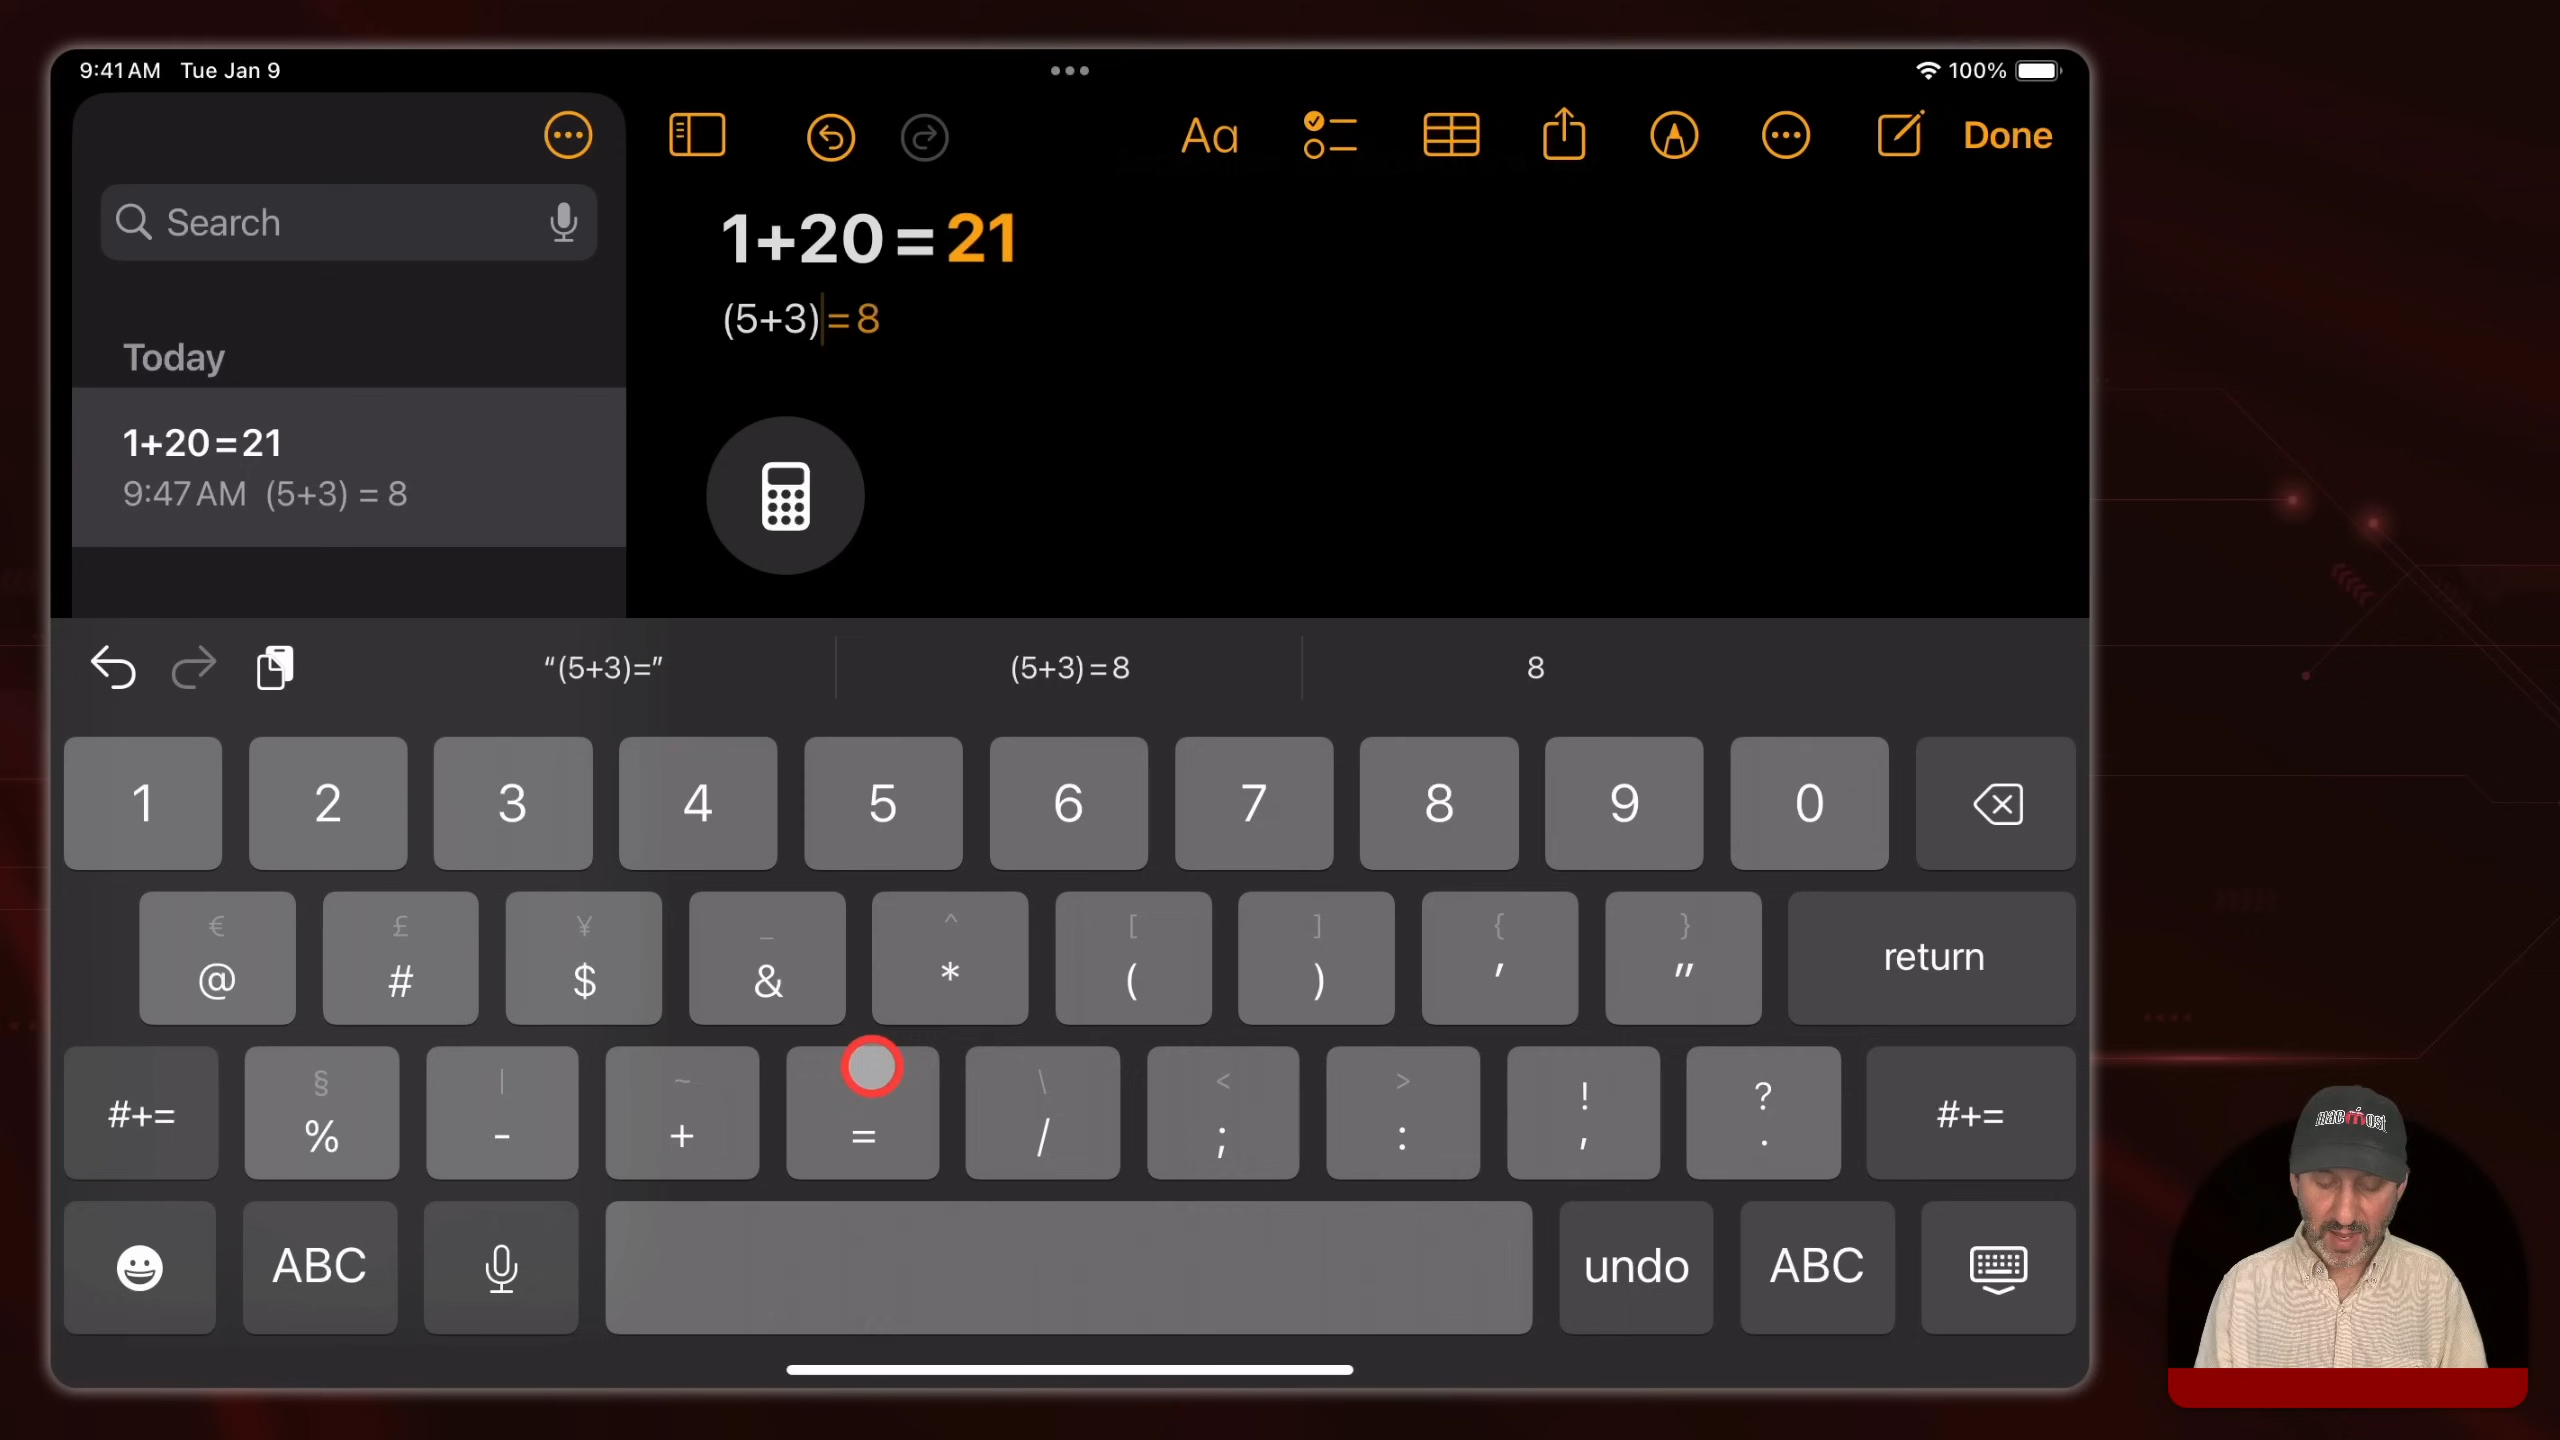 9:41 AM Tue Jan 9
100%
Aa
Done
Search
1+20=21
(5+3)=8
Today
1+20=21
9:47 AM (5+3) = 8
“(5+3)=”
(5+3)=8
8
1 2 3 4 5 6 7 8 9 0
€ £ ¥ _ ^ [ ] { }
@ # $ & * ( ) ' " return
§ | ~ \ < > ! ?
#+= % - + = / ; : , . #+=
ABC undo ABC
macmost